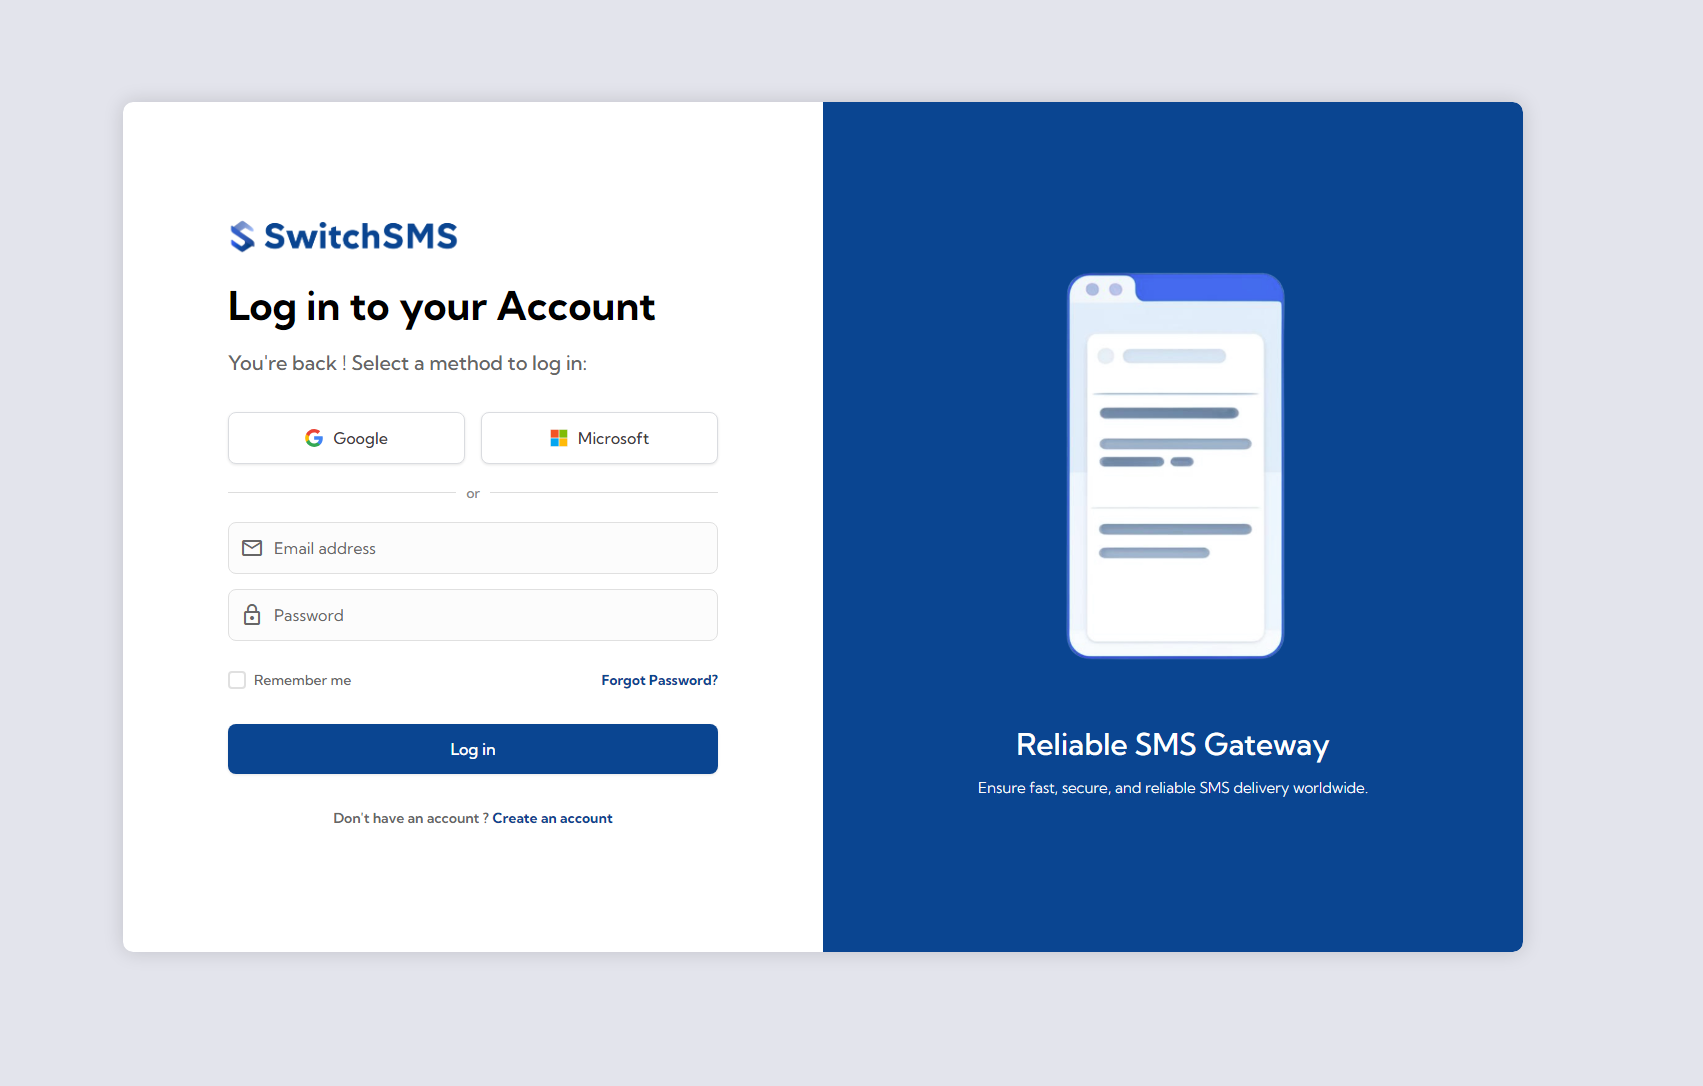 SwitchSMS
Log in to your Account
You're back ! Select a method to log in:
Google
Microsoft
or
Email address
Password
Remember me
Forgot Password?
Log in
Don't have an account ? Create an account
Reliable SMS Gateway
Ensure fast, secure, and reliable SMS delivery worldwide.